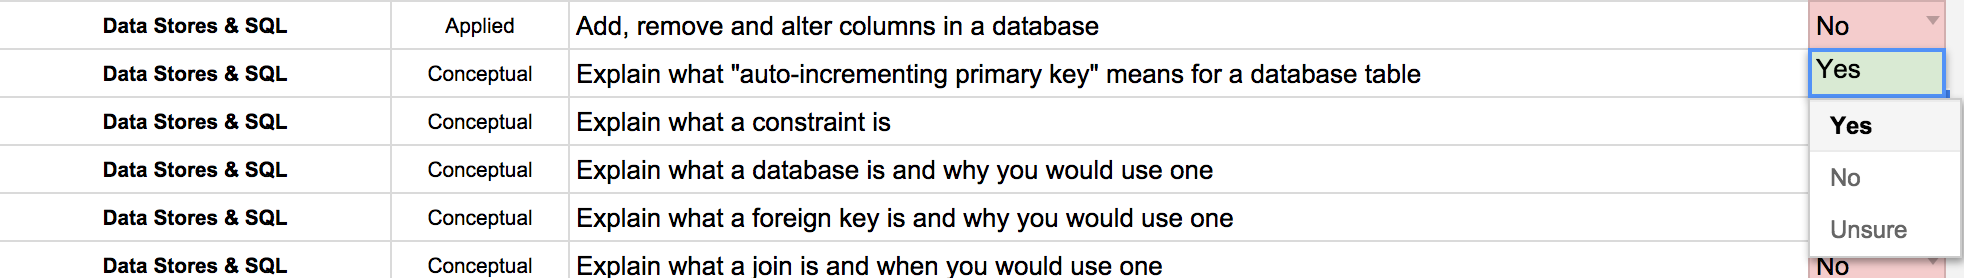 Data Stores & SQL Applied Add, remove and alter columns in a database No
Data Stores & SQL Conceptual Explain what "auto-incrementing primary key" means for a database table Yes
Data Stores & SQL Conceptual Explain what a constraint is Yes
Data Stores & SQL Conceptual Explain what a database is and why you would use one No
Data Stores & SQL Conceptual Explain what a foreign key is and why you would use one Unsure
Data Stores & SQL Conceptual Explain what a join is and when you would use one No